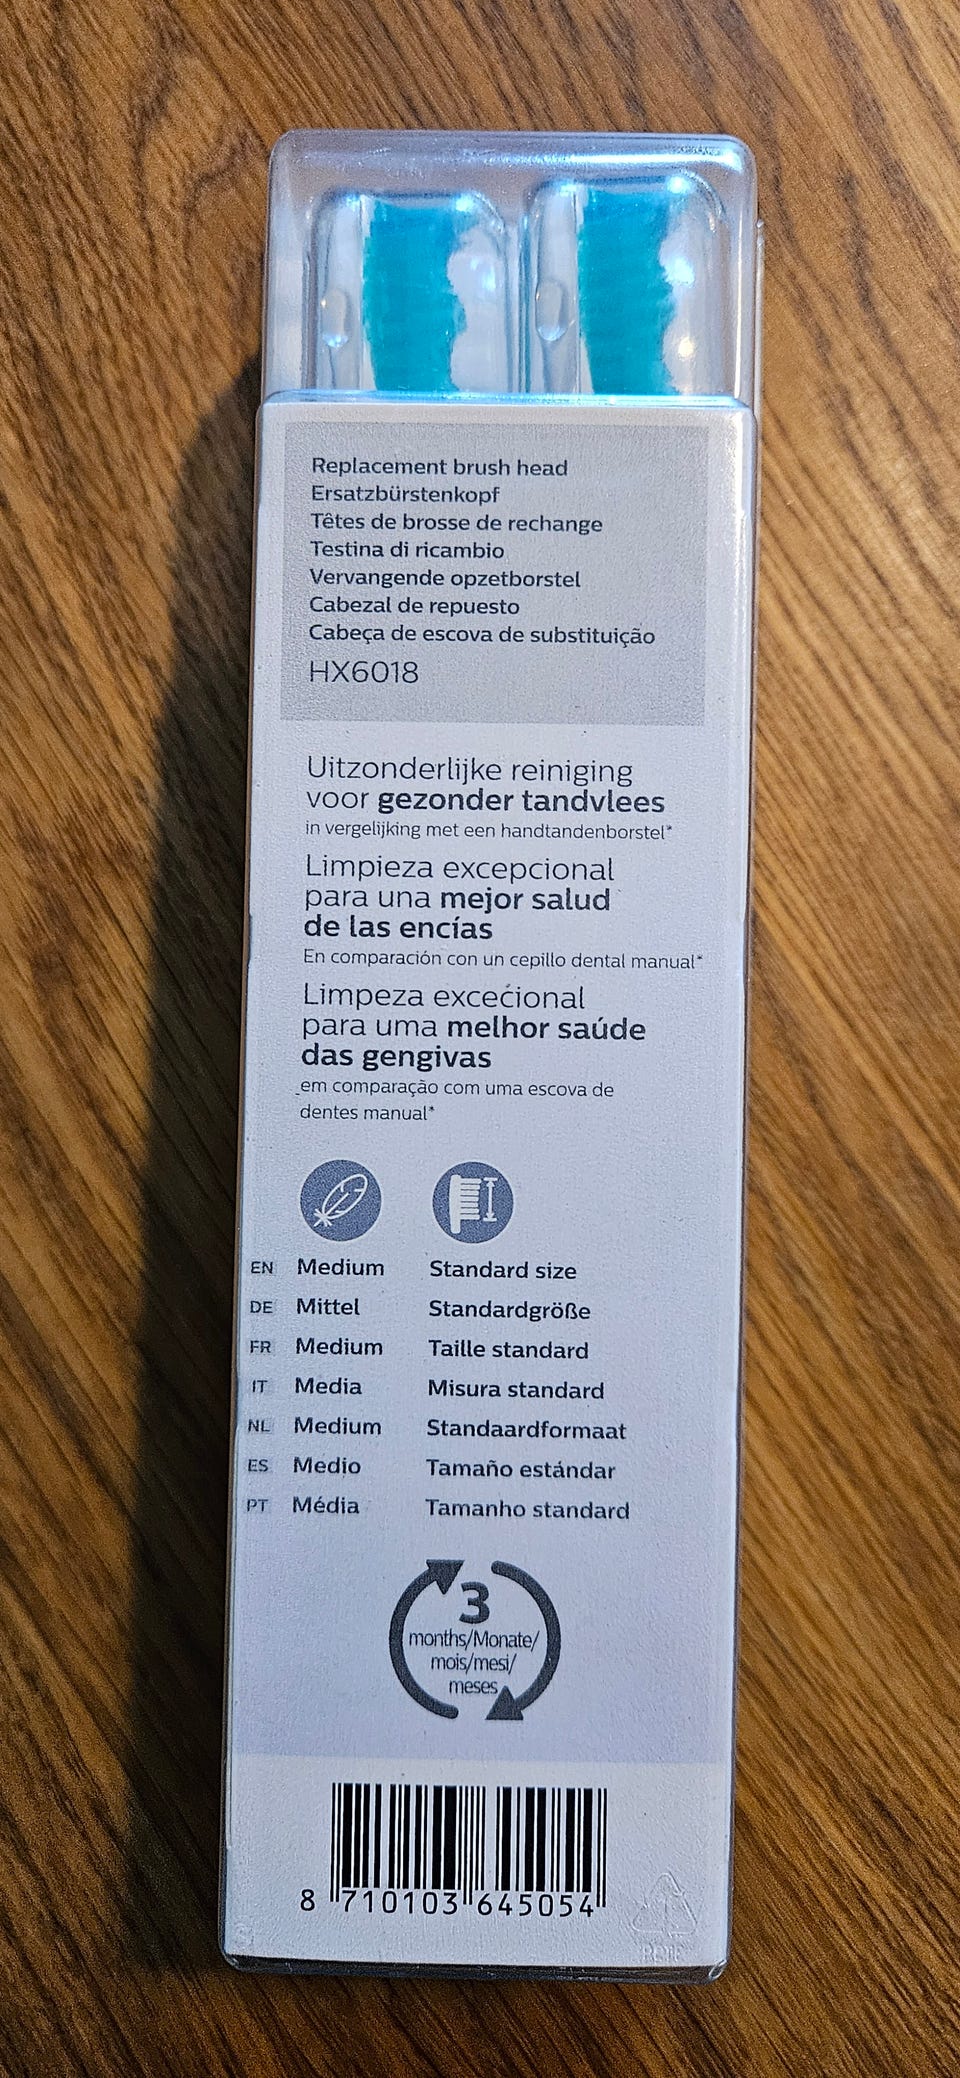 Replacement brush head
Ersatzbürstenkopf
Têtes de brosse de rechange
Testina di ricambio
Vervangende opzetborstel
Cabezal de repuesto
Cabeça de escova de substituição
HX6018
Uitzonderlijke reiniging
voor gezonder tandvlees
in vergelijking met een handtandenborstel*
Limpieza excepcional
para una mejor salud
de las encías
En comparación con un cepillo dental manual*
Limpeza excećional
para uma melhor saúde
das gengivas
em comparação com uma escova de
dentes manual*
EN Medium Standard size
DE Mittel Standardgröße
FR Medium Taille standard
IT Media Misura standard
NL Medium Standaardformaat
ES Medio Tamaño estándar
PT Média Tamanho standard
3
months/Monate/
mois/mesi/
meses
8 710103 645054